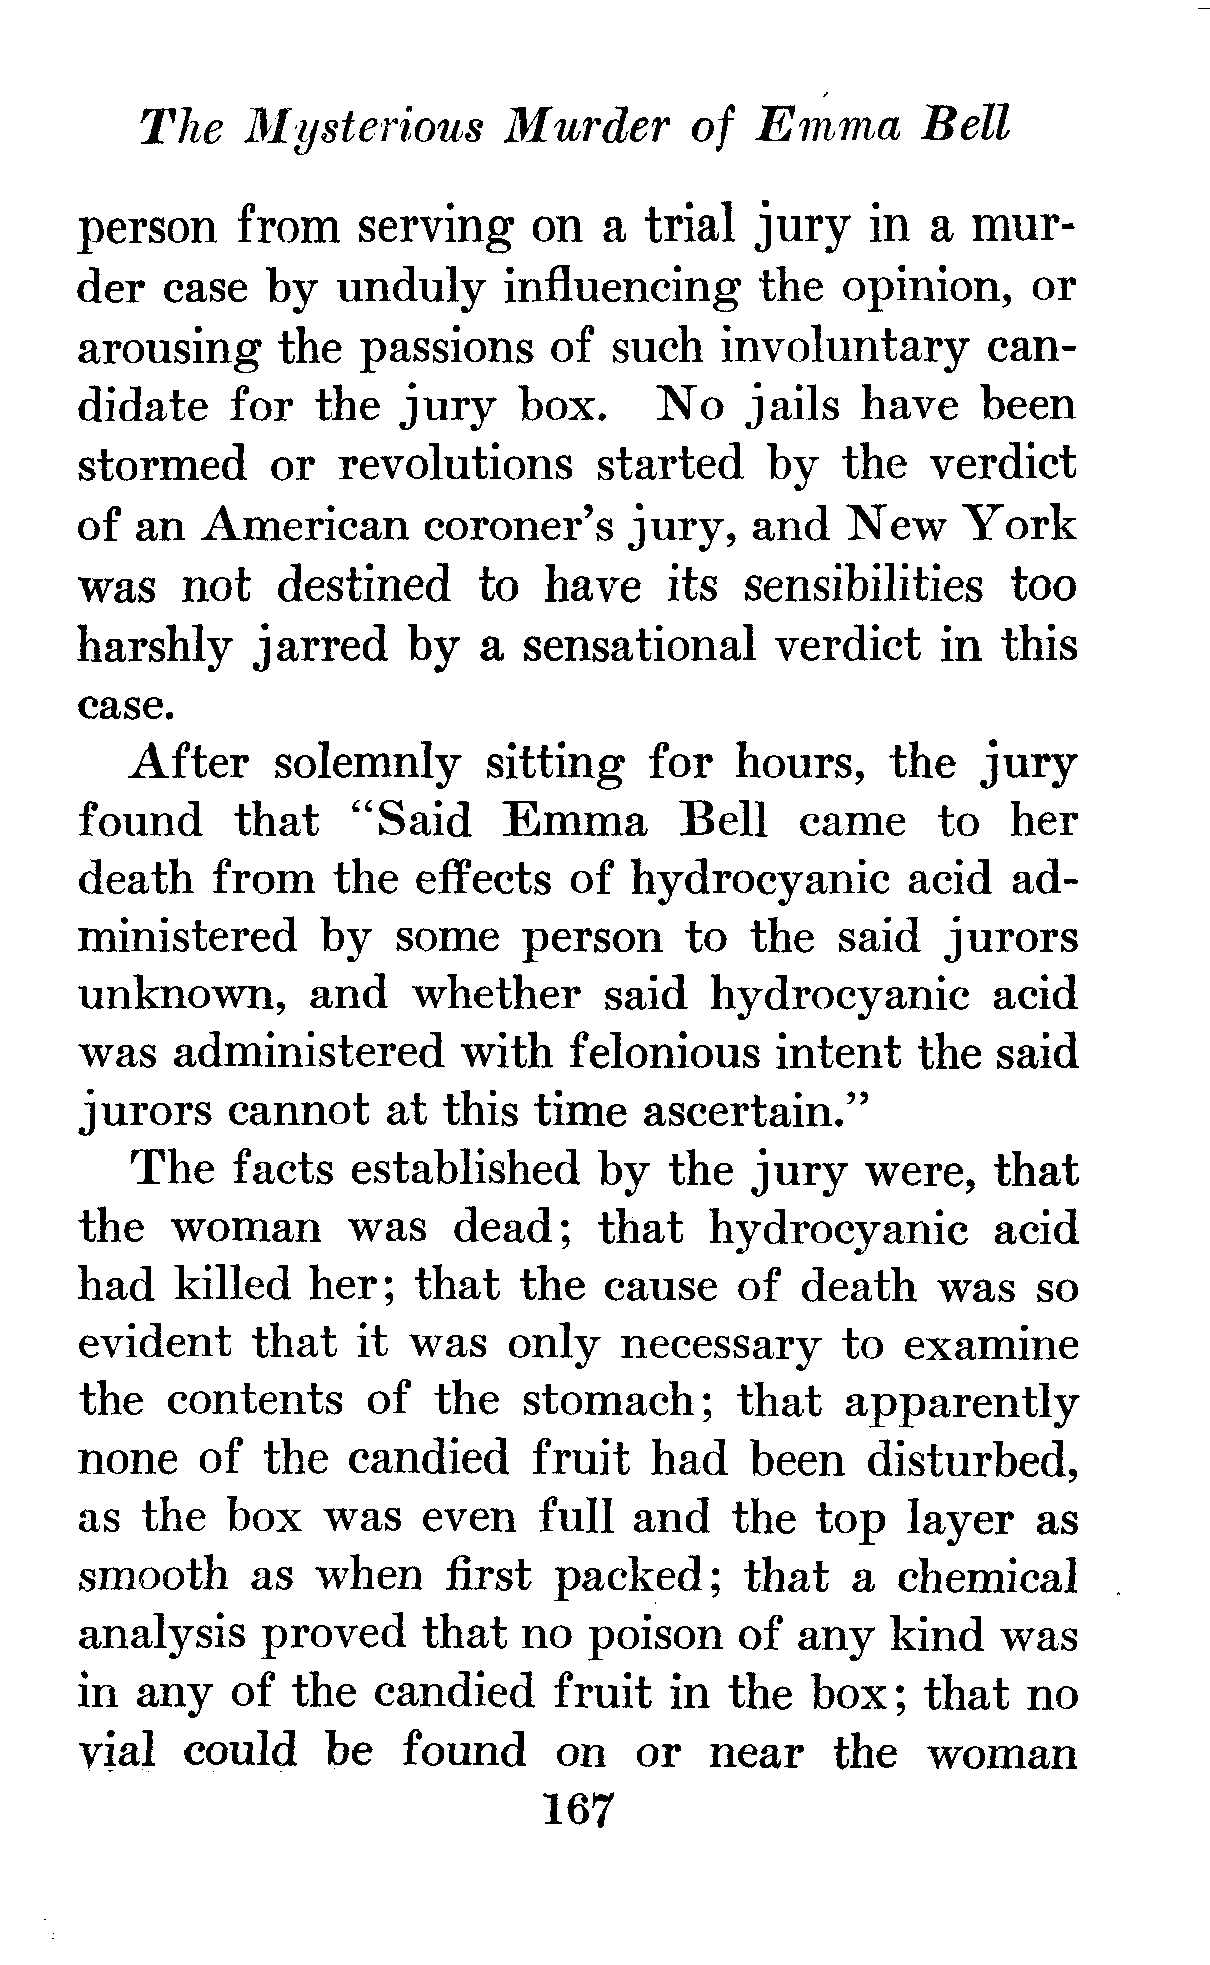 The Mysterious Murder of Emma Bell
person from serving on a trial jury in a mur-
der case by unduly influencing the opinion, or
arousing the passions of such involuntary can-
didate for the jury box. No jails have been
stormed or revolutions started by the verdict
of an American coroner's jury, and New York
was not destined to have its sensibilities too
harshly jarred by a sensational verdict in this
case.
After solemnly sitting for hours, the jury
found that “Said Emma Bell came to her
death from the effects of hydrocyanic acid ad-
ministered by some person to the said jurors
unknown, and whether said hydrocyanic acid
was administered with felonious intent the said
jurors cannot at this time ascertain.”
The facts established by the jury were, that
the woman was dead; that hydrocyanic acid
had killed her; that the cause of death was so
evident that it was only necessary to examine
the contents of the stomach; that apparently
none of the candied fruit had been disturbed,
as the box was even full and the top layer as
smooth as when first packed; that a chemical
analysis proved that no poison of any kind was
in any of the candied fruit in the box; that no
vial could be found on or near the woman
167